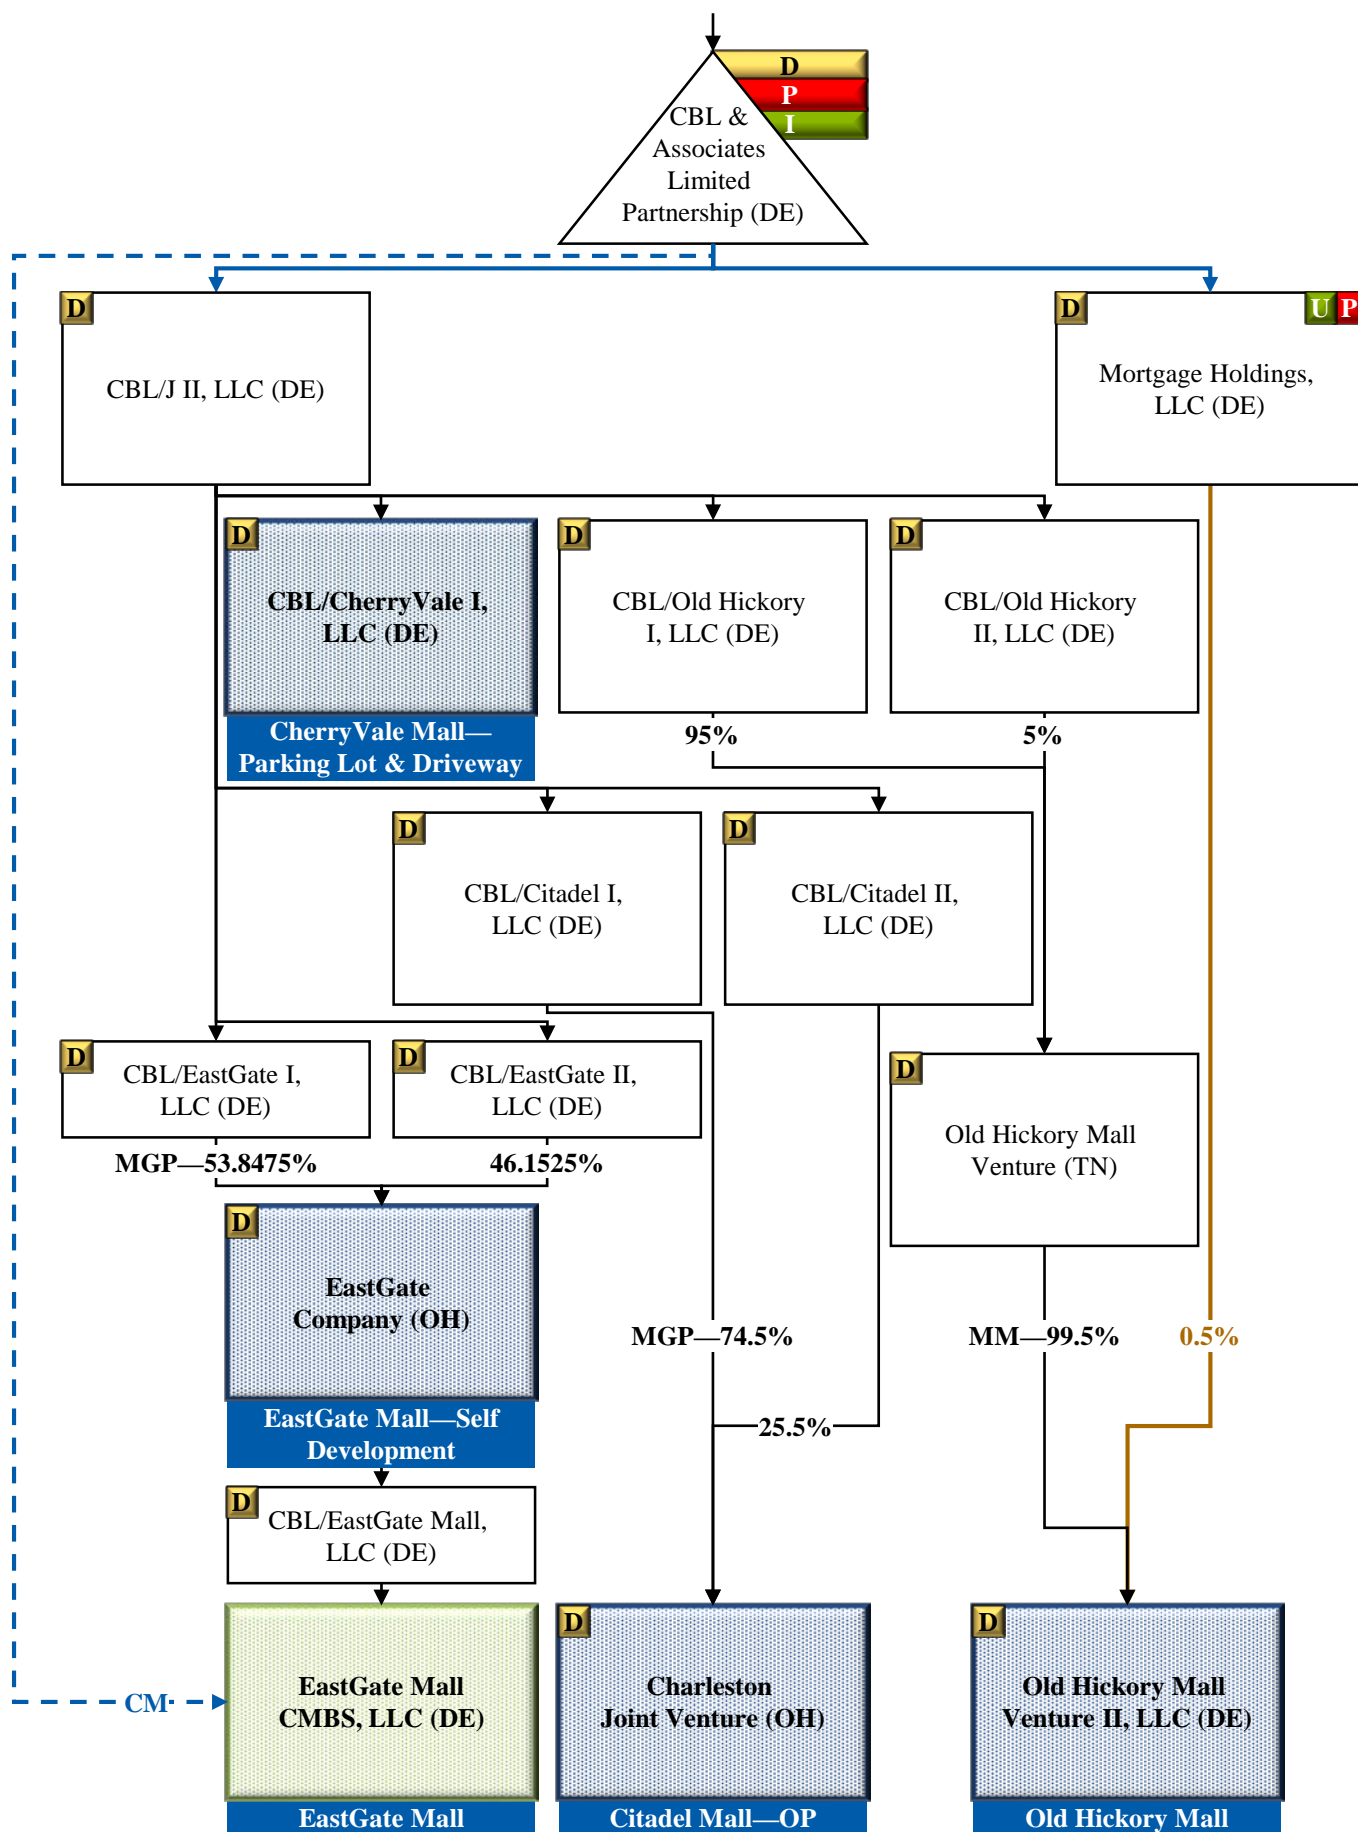 D
P
I
CBL &
Associates
Limited
Partnership (DE)
D
CBL/J II, LLC (DE)
D
U P
Mortgage Holdings,
LLC (DE)
D
CBL/CherryVale I,
LLC (DE)
CherryVale Mall—
Parking Lot & Driveway
D
CBL/Old Hickory
I, LLC (DE)
95%
D
CBL/Old Hickory
II, LLC (DE)
5%
D
CBL/Citadel I,
LLC (DE)
D
CBL/Citadel II,
LLC (DE)
D
CBL/EastGate I,
LLC (DE)
MGP—53.8475%
D
CBL/EastGate II,
LLC (DE)
46.1525%
D
Old Hickory Mall
Venture (TN)
D
EastGate
Company (OH)
EastGate Mall—Self
Development
MGP—74.5%
MM—99.5%
0.5%
25.5%
D
CBL/EastGate Mall,
LLC (DE)
CM
EastGate Mall
CMBS, LLC (DE)
EastGate Mall
D
Charleston
Joint Venture (OH)
Citadel Mall—OP
D
Old Hickory Mall
Venture II, LLC (DE)
Old Hickory Mall